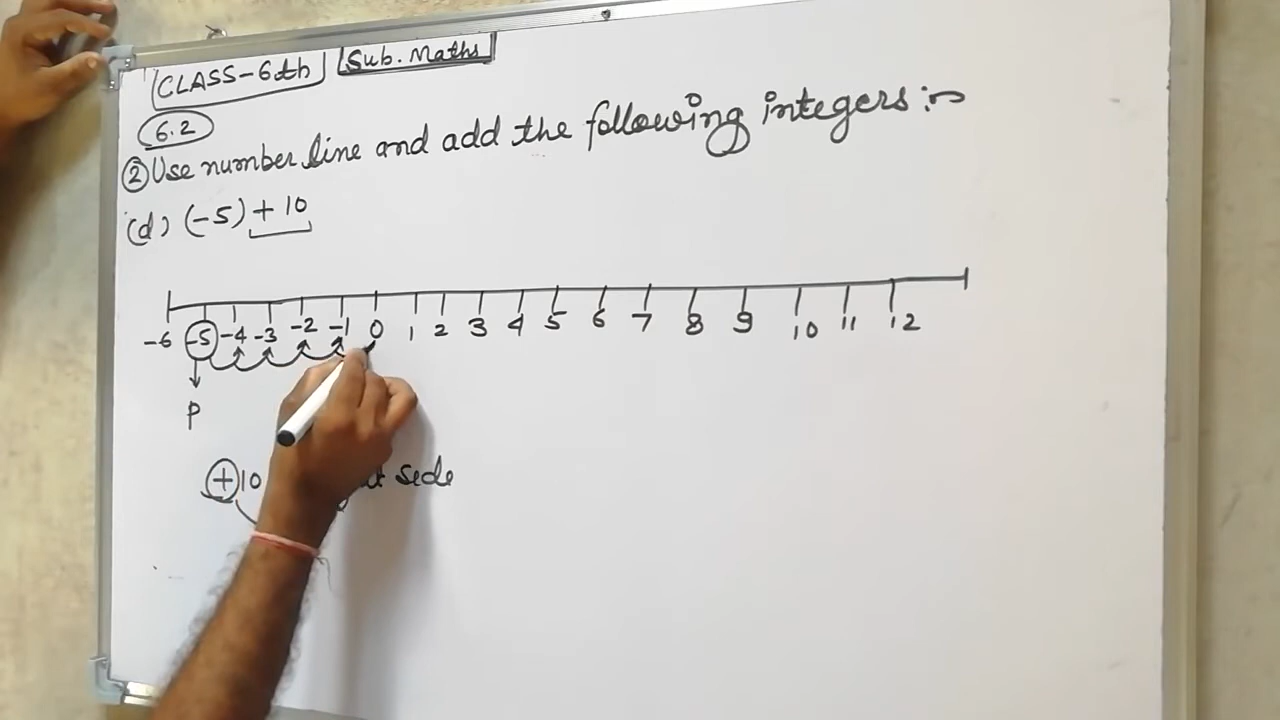 CLASS-6th Sub. Maths
6.2
② Use number line and add the following integers :-
(d) (-5) + 10
-6 -5 -4 -3 -2 -1 0 1 2 3 4 5 6 7 8 9 10 11 12
P
+10 side